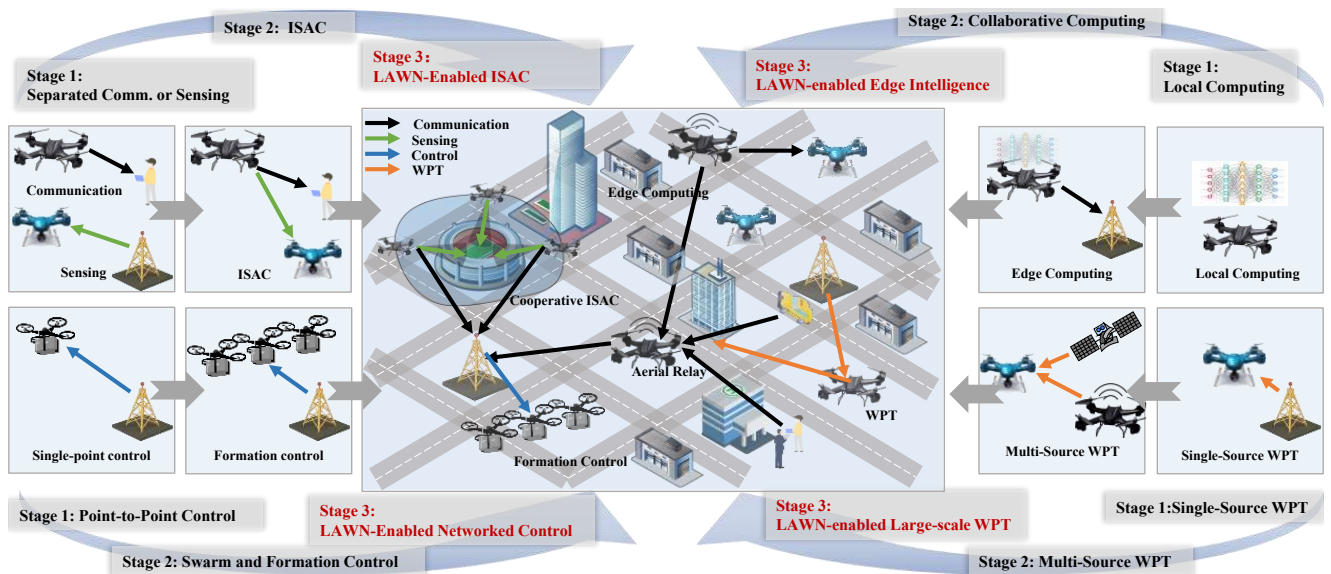 Stage 2: ISAC
Stage 2: Collaborative Computing
Stage 3:
LAWN-Enabled ISAC
Stage 3:
LAWN-enabled Edge Intelligence
Stage 1:
Separated Comm. or Sensing
Stage 1:
Local Computing
Communication
Sensing
ISAC
Communication
Sensing
Control
WPT
Edge Computing
Cooperative ISAC
Aerial Relay
WPT
Formation Control
Edge Computing
Local Computing
Single-point control
Formation control
Multi-Source WPT
Single-Source WPT
Stage 1: Point-to-Point Control
Stage 3:
LAWN-Enabled Networked Control
Stage 3:
LAWN-enabled Large-scale WPT
Stage 1:Single-Source WPT
Stage 2: Swarm and Formation Control
Stage 2: Multi-Source WPT